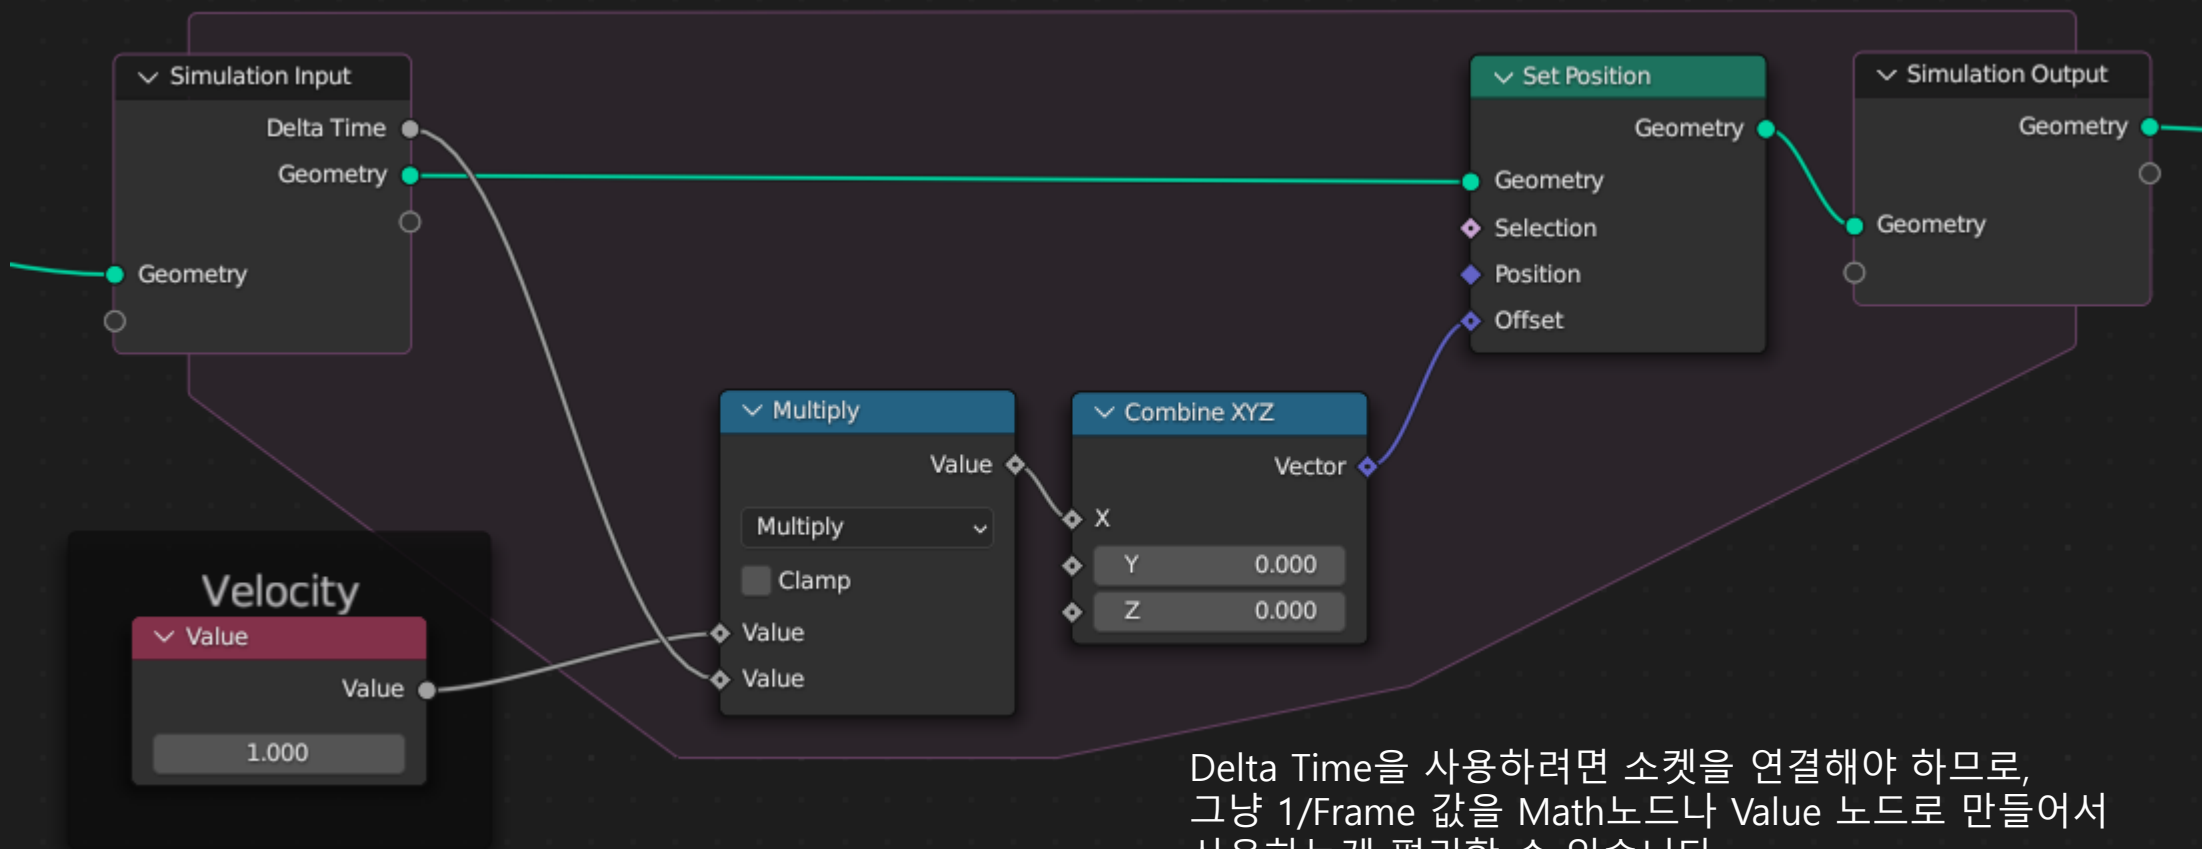 Simulation Input
Delta Time
Geometry
Geometry
Set Position
Geometry
Geometry
Selection
Position
Offset
Simulation Output
Geometry
Geometry
Multiply
Value
Multiply
Clamp
Value
Value
Combine XYZ
Vector
X
Y 0.000
Z 0.000
Velocity
Value
Value
1.000
Delta Time을 사용하려면 소켓을 연결해야 하므로,
그냥 1/Frame 값을 Math노드나 Value 노드로 만들어서